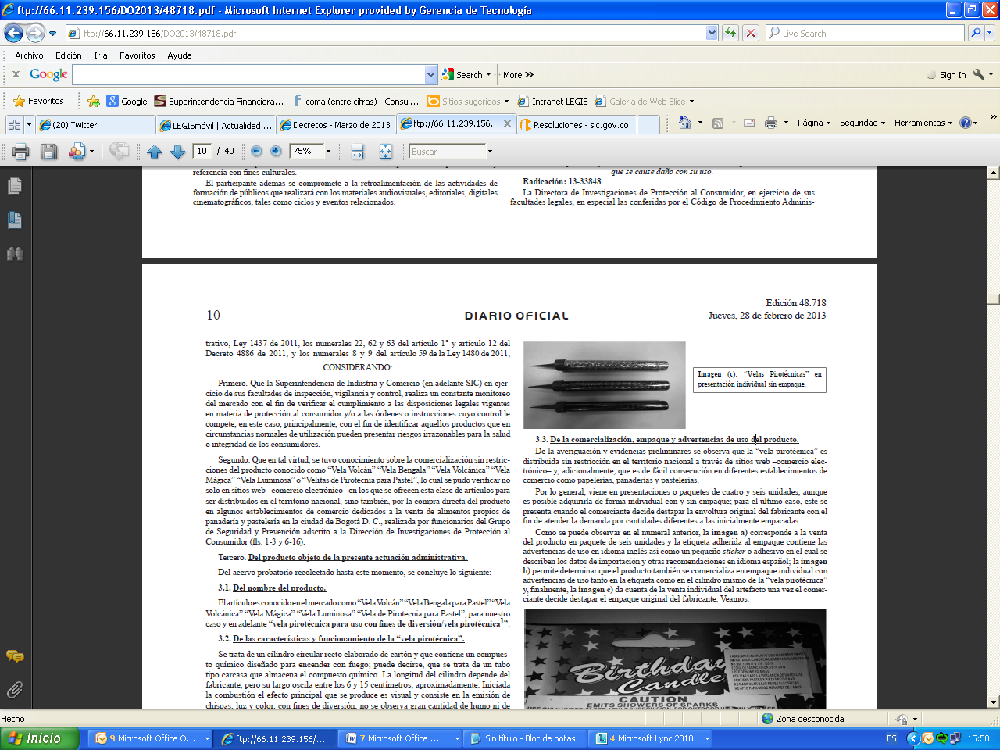 ftp://66.11.239.156/DO2013/48718.pdf - Microsoft Internet Explorer provided by Gerencia de Tecnología
ftp://66.11.239.156/DO2013/48718.pdf
Live Search
Archivo Edición Ir a Favoritos Ayuda
Google Search More Sign In
Favoritos Google Superintendencia Financiera... coma (entre cifras) - Consul... Sitios sugeridos Intranet LEGIS Galería de Web Slice
(20) Twitter LEGISmóvil | Actualidad ... Decretos - Marzo de 2013 ftp://66.11.239.156... Resoluciones - sic.gov.co Página Seguridad Herramientas
10 / 40 75% Buscar
referencia con fines culturales.
El participante además se compromete a la retroalimentación de las actividades de
formación de públicos que realizará con los materiales audiovisuales, editoriales, digitales
cinematográficos, tales como ciclos y eventos relacionados.
que se cause daño con su uso.
Radicación: 13-33848
La Directora de Investigaciones de Protección al Consumidor, en ejercicio de sus
facultades legales, en especial las conferidas por el Código de Procedimiento Adminis-
10
DIARIO OFICIAL
Edición 48.718
Jueves, 28 de febrero de 2013
trativo, Ley 1437 de 2011, los numerales 22, 62 y 63 del artículo 1° y artículo 12 del
Decreto 4886 de 2011, y los numerales 8 y 9 del artículo 59 de la Ley 1480 de 2011,
CONSIDERANDO:
Primero. Que la Superintendencia de Industria y Comercio (en adelante SIC) en ejer-
cicio de sus facultades de inspección, vigilancia y control, realiza un constante monitoreo
del mercado con el fin de verificar el cumplimiento a las disposiciones legales vigentes
en materia de protección al consumidor y/o a las órdenes o instrucciones cuyo control le
compete, en este caso, principalmente, con el fin de identificar aquellos productos que en
circunstancias normales de utilización pueden presentar riesgos irrazonables para la salud
o integridad de los consumidores.
Segundo. Que en tal virtud, se tuvo conocimiento sobre la comercialización sin restric-
ciones del producto conocido como “Vela Volcán” “Vela Bengala” “Vela Volcánica” “Vela
Mágica” “Vela Luminosa” o “Velitas de Pirotecnia para Pastel”, lo cual se pudo verificar no
solo en sitios web –comercio electrónico– en los que se ofrecen esta clase de artículos para
ser distribuidos en el territorio nacional, sino también, por la compra directa del producto
en algunos establecimientos de comercio dedicados a la venta de alimentos propios de
panadería y pastelería en la ciudad de Bogotá D. C., realizada por funcionarios del Grupo
de Seguridad y Prevención adscrito a la Dirección de Investigaciones de Protección al
Consumidor (fls. 1-3 y 6-16).
Tercero. Del producto objeto de la presente actuación administrativa.
Del acervo probatorio recolectado hasta este momento, se concluye lo siguiente:
3.1. Del nombre del producto.
El artículo es conocido en el mercado como “Vela Volcán” “Vela Bengala para Pastel” “Vela
Volcánica” “Vela Mágica” “Vela Luminosa” “Vela de Pirotecnia para Pastel”, para nuestro
caso y en adelante “vela pirotécnica para uso con fines de diversión/vela pirotécnica1”.
3.2. De las características y funcionamiento de la “vela pirotécnica”.
Se trata de un cilindro circular recto elaborado de cartón y que contiene un compues-
to químico diseñado para encender con fuego; puede decirse, que se trata de un tubo
tipo carcasa que almacena el compuesto químico. La longitud del cilindro depende del
fabricante, pero su largo oscila entre los 6 y 15 centímetros, aproximadamente. Iniciada
la combustión el efecto principal que se produce es visual y consiste en la emisión de
chispas, luz y color, con fines de diversión; no se observa gran cantidad de humo ni de
Imagen (c): “Velas Pirotécnicas” en
presentación individual sin empaque.
3.3. De la comercialización, empaque y advertencias de uso del producto.
De la averiguación y evidencias preliminares se observa que la “vela pirotécnica” es
distribuida sin restricción en el territorio nacional a través de sitios web –comercio elec-
trónico– y, adicionalmente, que es de fácil consecución en diferentes establecimientos de
comercio como papelerías, panaderías y pastelerías.
Por lo general, viene en presentaciones o paquetes de cuatro y seis unidades, aunque
es posible adquirirla de forma individual con y sin empaque; para el último caso, este se
presenta cuando el comerciante decide destapar la envoltura original del fabricante con el
fin de atender la demanda por cantidades diferentes a las inicialmente empacadas.
Como se puede observar en el numeral anterior, la imagen a) corresponde a la venta
del producto en paquete de seis unidades y la etiqueta adherida al empaque contiene las
advertencias de uso en idioma inglés así como un pequeño sticker o adhesivo en el cual se
describen los datos de importación y otras recomendaciones en idioma español; la imagen
b) permite determinar que el producto también se comercializa en empaque individual con
advertencias de uso tanto en la etiqueta como en el cilindro mismo de la “vela pirotécnica”
y, finalmente, la imagen c) da cuenta de la venta individual del artefacto una vez el comer-
ciante decide destapar el empaque original del fabricante. Veamos:
Birthday
Candle
CAUTION
EMITS SHOWERS OF SPARKS
Hecho
Zona desconocida
Inicio 9 Microsoft Office O... ftp://66.11.239.156/... 7 Microsoft Office ... Sin título - Bloc de notas 4 Microsoft Lync 2010 ES 15:50